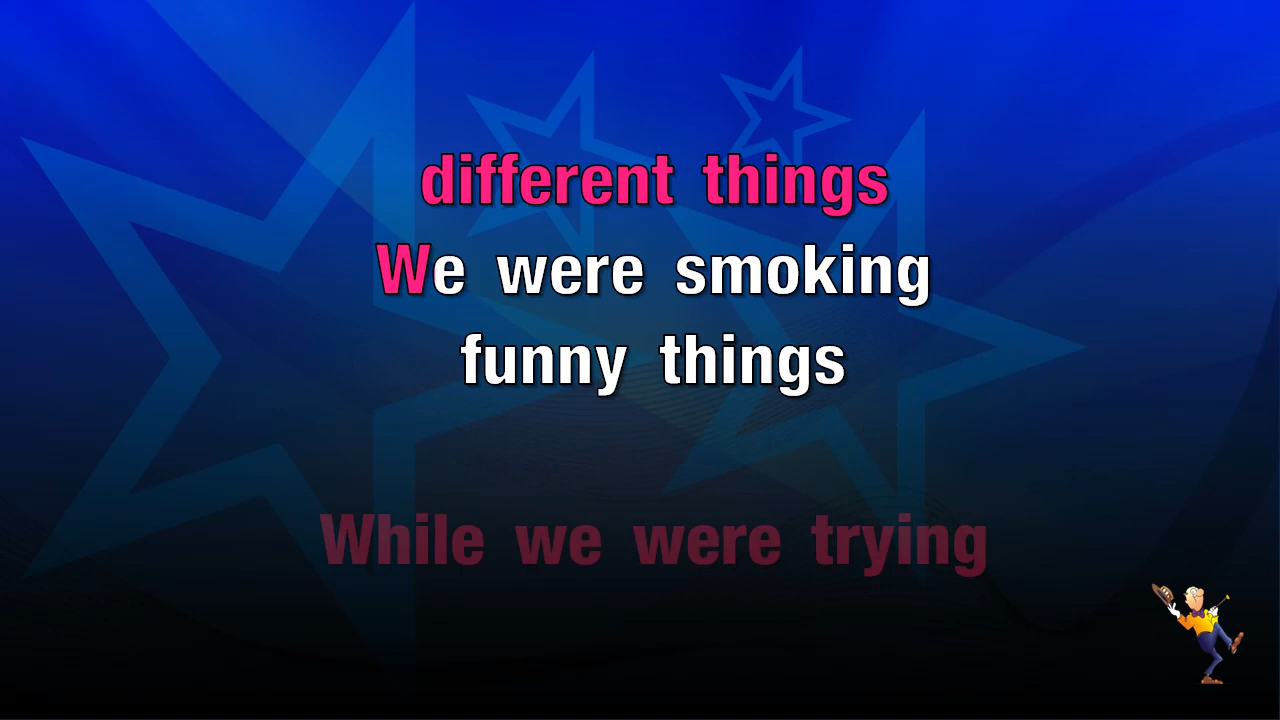 different things
We were smoking
funny things
While we were trying